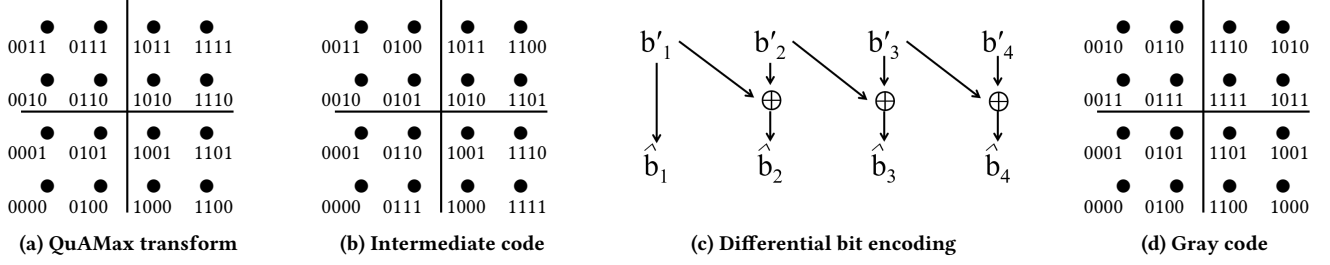 0011 0111 1011 1111
0010 0110 1010 1110
0001 0101 1001 1101
0000 0100 1000 1100
(a) QuAMax transform
0011 0100 1011 1100
0010 0101 1010 1101
0001 0110 1001 1110
0000 0111 1000 1111
(b) Intermediate code
b′1 b′2 b′3 b′4
⊕ ⊕ ⊕
b̂1 b̂2 b̂3 b̂4
(c) Differential bit encoding
0010 0110 1110 1010
0011 0111 1111 1011
0001 0101 1101 1001
0000 0100 1100 1000
(d) Gray code